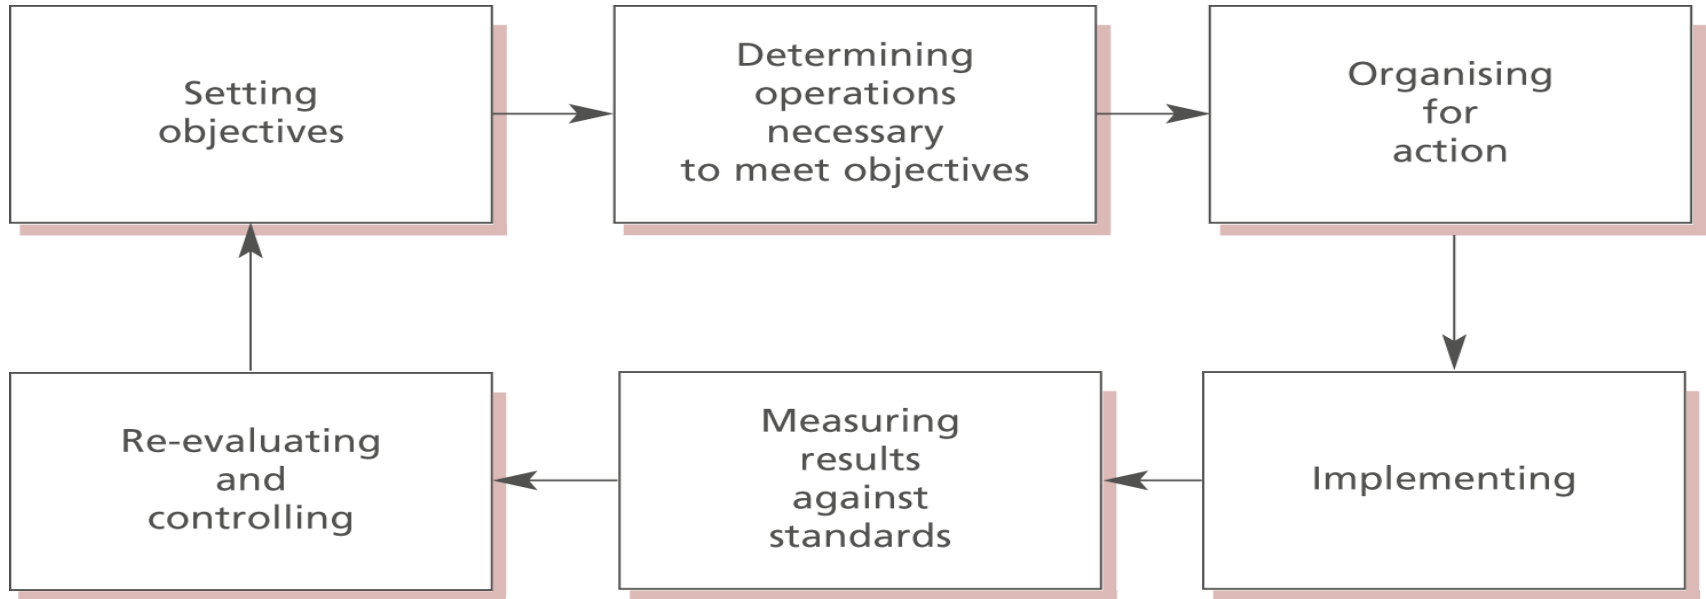 Setting
objectives
Determining
operations
necessary
to meet objectives
Organising
for
action
Implementing
Measuring
results
against
standards
Re-evaluating
and
controlling